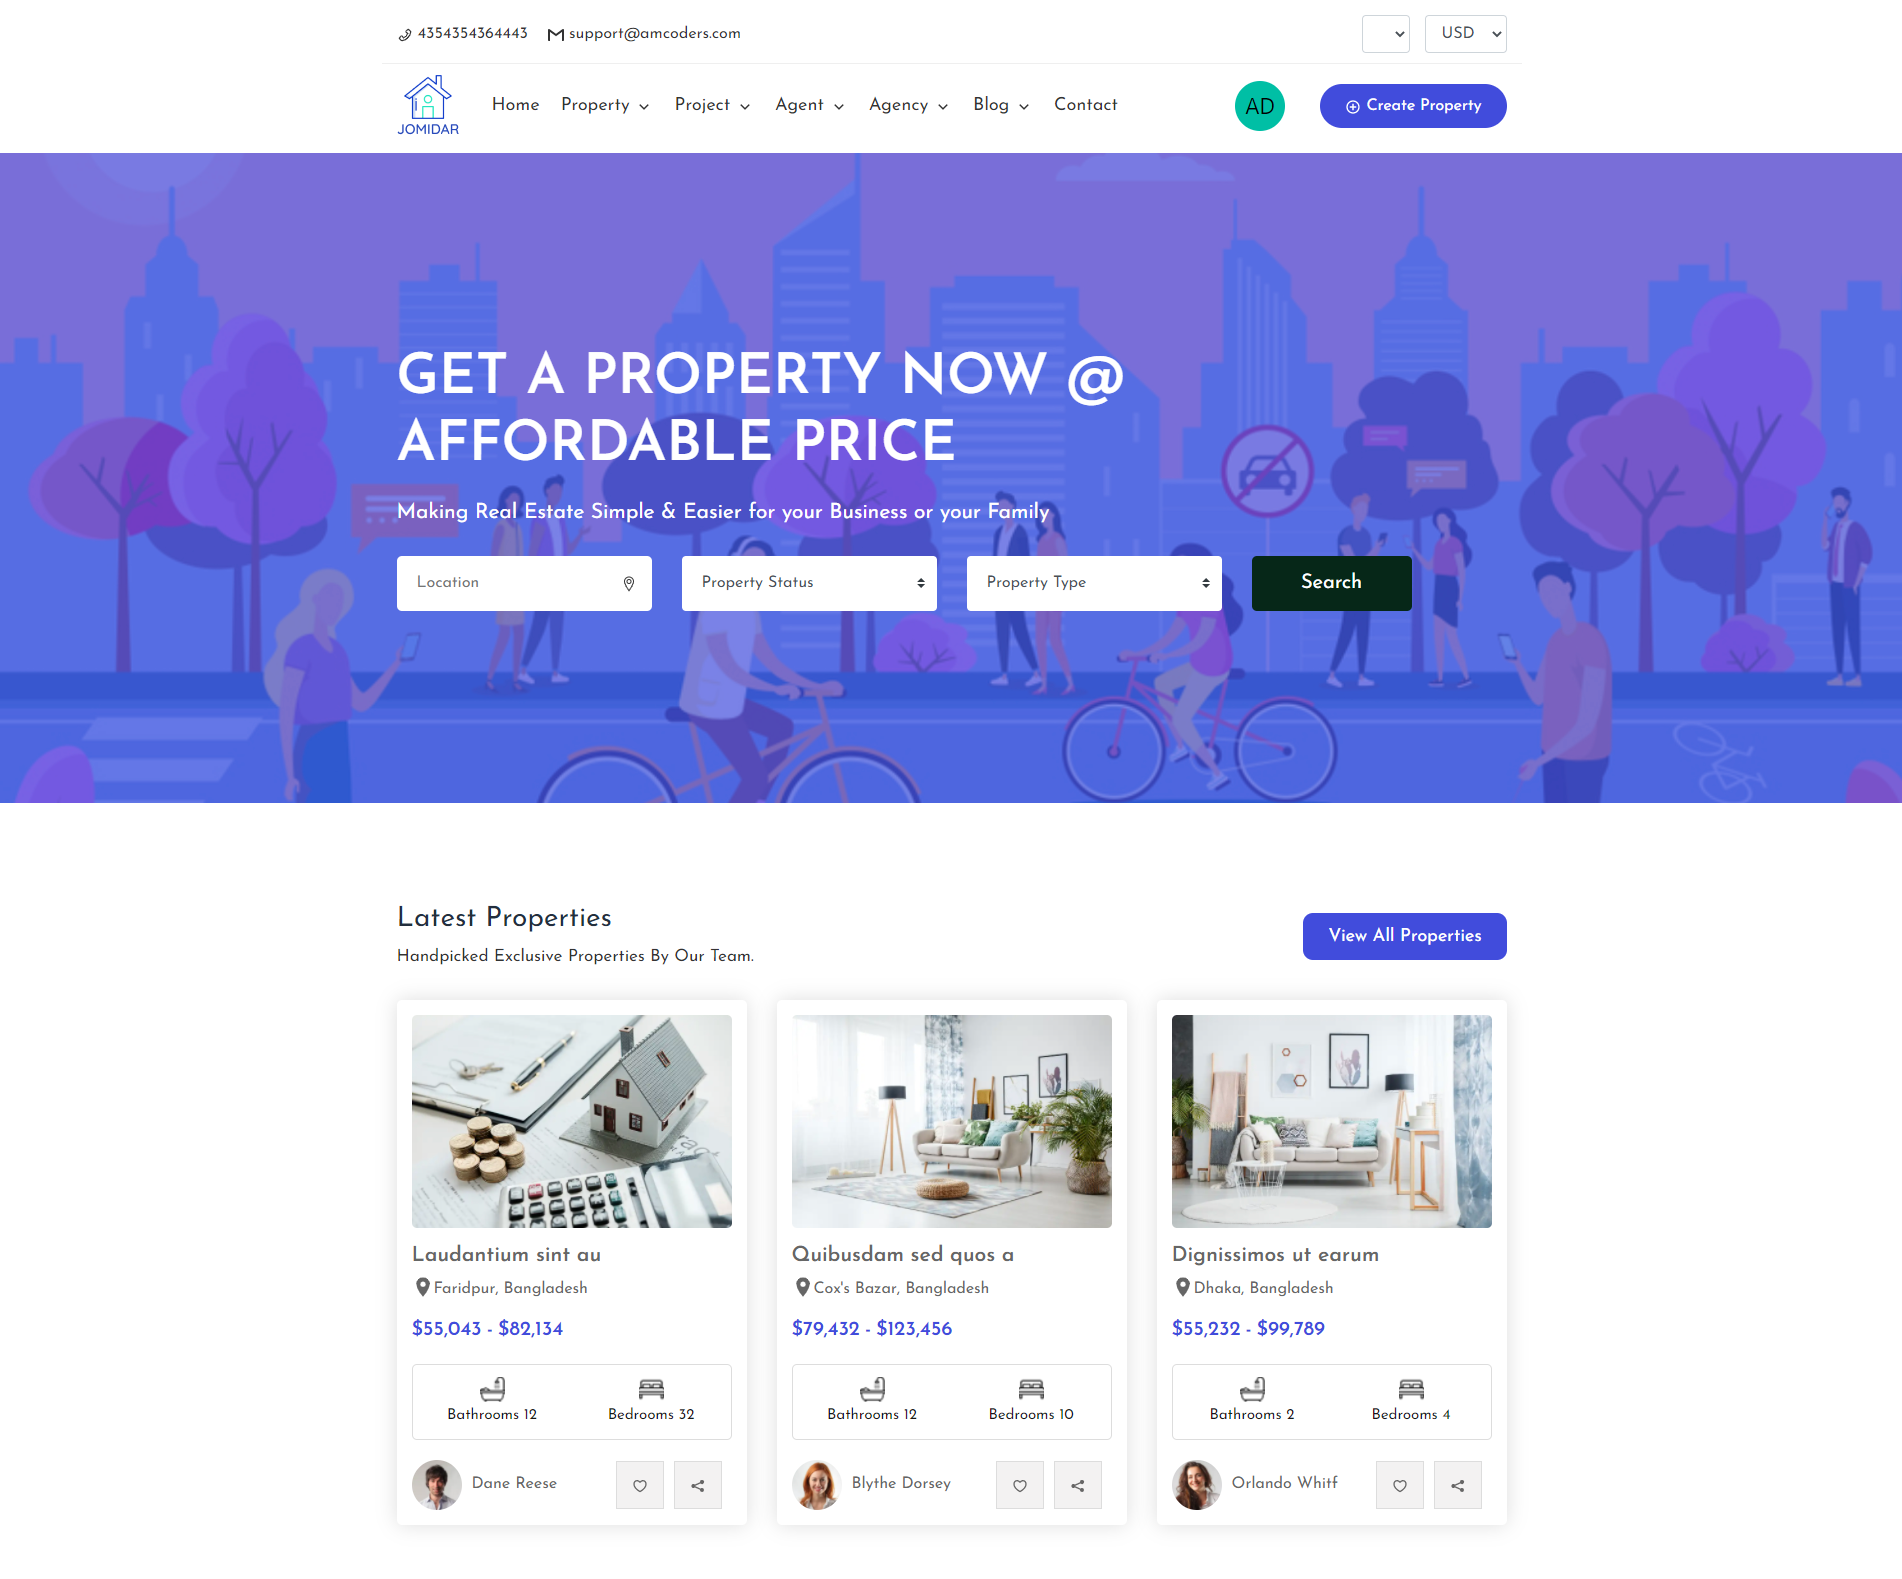 4354354364443 support@amcoders.com USD
JOMIDAR
Home Property Project Agent Agency Blog Contact AD Create Property
GET A PROPERTY NOW @
AFFORDABLE PRICE
Making Real Estate Simple & Easier for your Business or your Family
Location Property Status Property Type Search
Latest Properties
Handpicked Exclusive Properties By Our Team.
View All Properties
Laudantium sint au
Faridpur, Bangladesh
$55,043 - $82,134
Bathrooms 12 Bedrooms 32
Dane Reese
Quibusdam sed quos a
Cox's Bazar, Bangladesh
$79,432 - $123,456
Bathrooms 12 Bedrooms 10
Blythe Dorsey
Dignissimos ut earum
Dhaka, Bangladesh
$55,232 - $99,789
Bathrooms 2 Bedrooms 4
Orlando Whitf